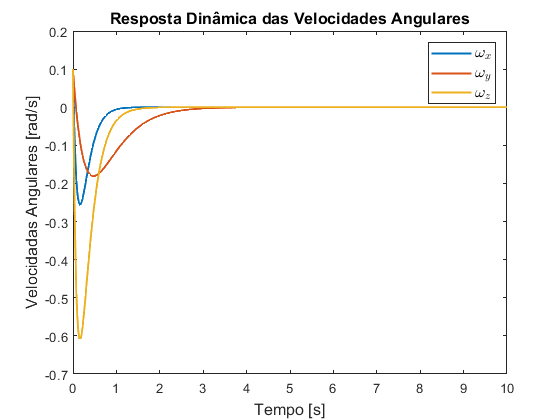 Resposta Dinâmica das Velocidades Angulares
0.2
0.1
0
-0.1
-0.2
-0.3
-0.4
-0.5
-0.6
-0.7
Velocidadas Angulares [rad/s]
ωx
ωy
ωz
0 1 2 3 4 5 6 7 8 9 10
Tempo [s]